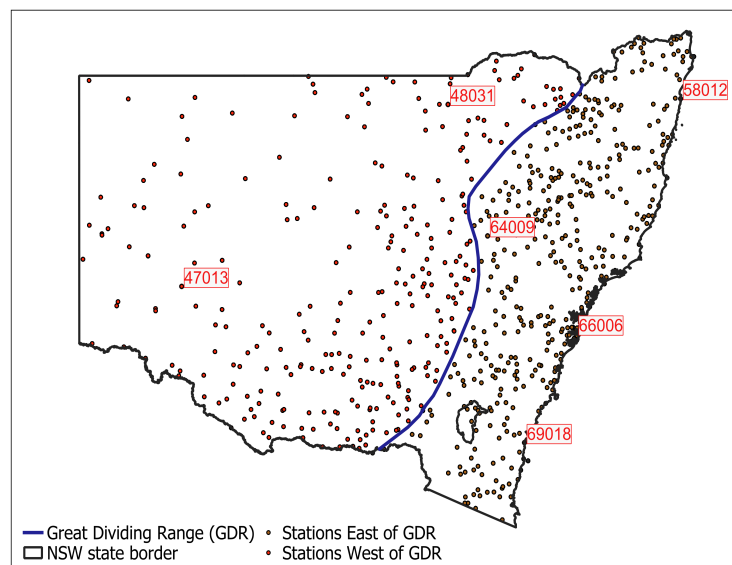 58012
48031
64009
47013
66006
69018
Great Dividing Range (GDR)
Stations East of GDR
NSW state border
Stations West of GDR